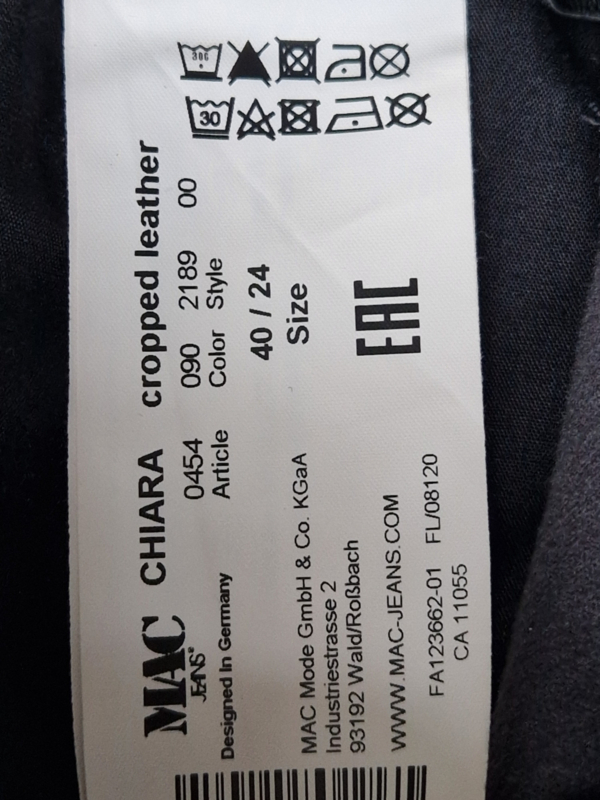 MAC CHIARA cropped leather
JEANS®
0454 090 2189 00
Article Color Style
Designed In Germany
40 / 24
Size
MAC Mode GmbH & Co. KGaA
Industriestrasse 2
93192 Wald/Roßbach
WWW.MAC-JEANS.COM
EAC
FA123662-01 FL/08120
CA 11055
30C
30